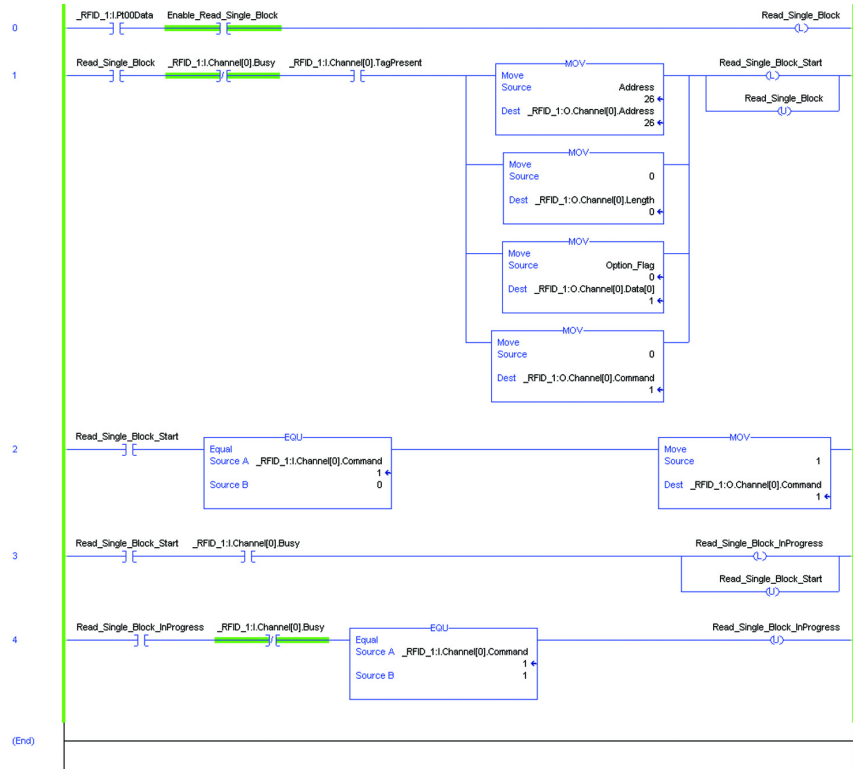 _RFID_1:I.Pt00Data Enable_Read_Single_Block Read_Single_Block
0
(L)
Read_Single_Block _RFID_1:I.Channel[0].Busy _RFID_1:I.Channel[0].TagPresent MOV Read_Single_Block_Start
1
Move
(L)
Source Address
26
Read_Single_Block
Dest _RFID_1:O.Channel[0].Address
(U)
26
MOV
Move
Source 0
Dest _RFID_1:O.Channel[0].Length
0
MOV
Move
Source Option_Flag
0
Dest _RFID_1:O.Channel[0].Data[0]
1
MOV
Move
Source 0
Dest _RFID_1:O.Channel[0].Command
1
Read_Single_Block_Start EQU MOV
2
Equal Move
Source A _RFID_1:I.Channel[0].Command Source 1
1
Source B 0 Dest _RFID_1:O.Channel[0].Command
1
Read_Single_Block_Start _RFID_1:I.Channel[0].Busy Read_Single_Block_InProgress
3
(L)
Read_Single_Block_Start
(U)
Read_Single_Block_InProgress _RFID_1:I.Channel[0].Busy EQU Read_Single_Block_InProgress
4
Equal
(U)
Source A _RFID_1:I.Channel[0].Command
1
Source B 1
(End)